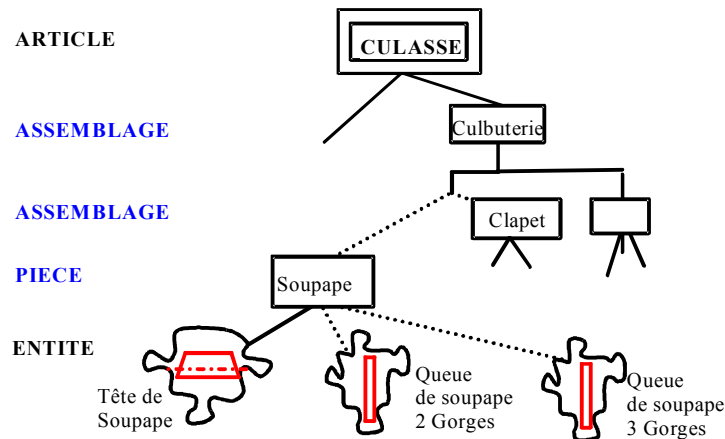 ARTICLE
CULASSE
ASSEMBLAGE
Culbuterie
ASSEMBLAGE
Clapet
PIECE
Soupape
ENTITE
Tête de
Soupape
Queue
de soupape
2 Gorges
Queue
de soupape
3 Gorges